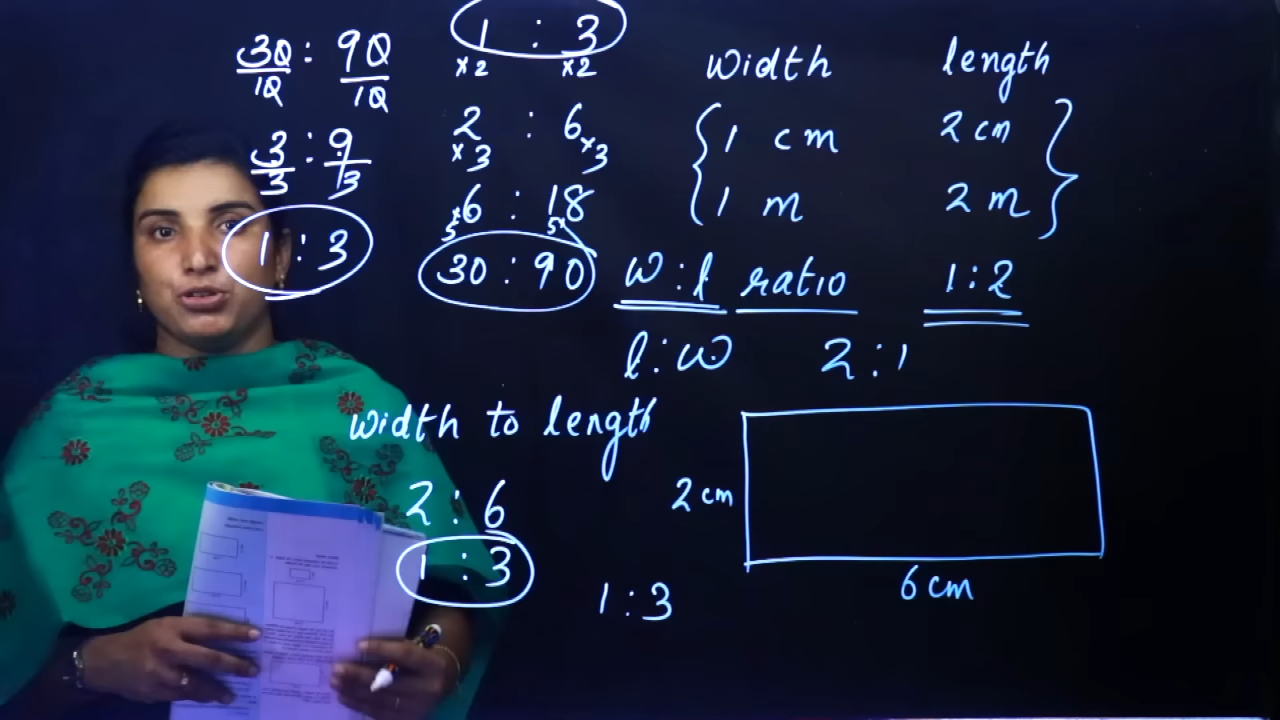 30 : 90
10 10
3 : 9
3 3
1 : 3
1 : 3
×2 ×2
2 : 6
×3 ×3
6 : 18
×5 5×
30 : 90
width length
1 cm 2 cm
1 m 2 m
w : l ratio 1 : 2
l : w 2 : 1
width to length
2 : 6
1 : 3
1 : 3
2 cm
6 cm